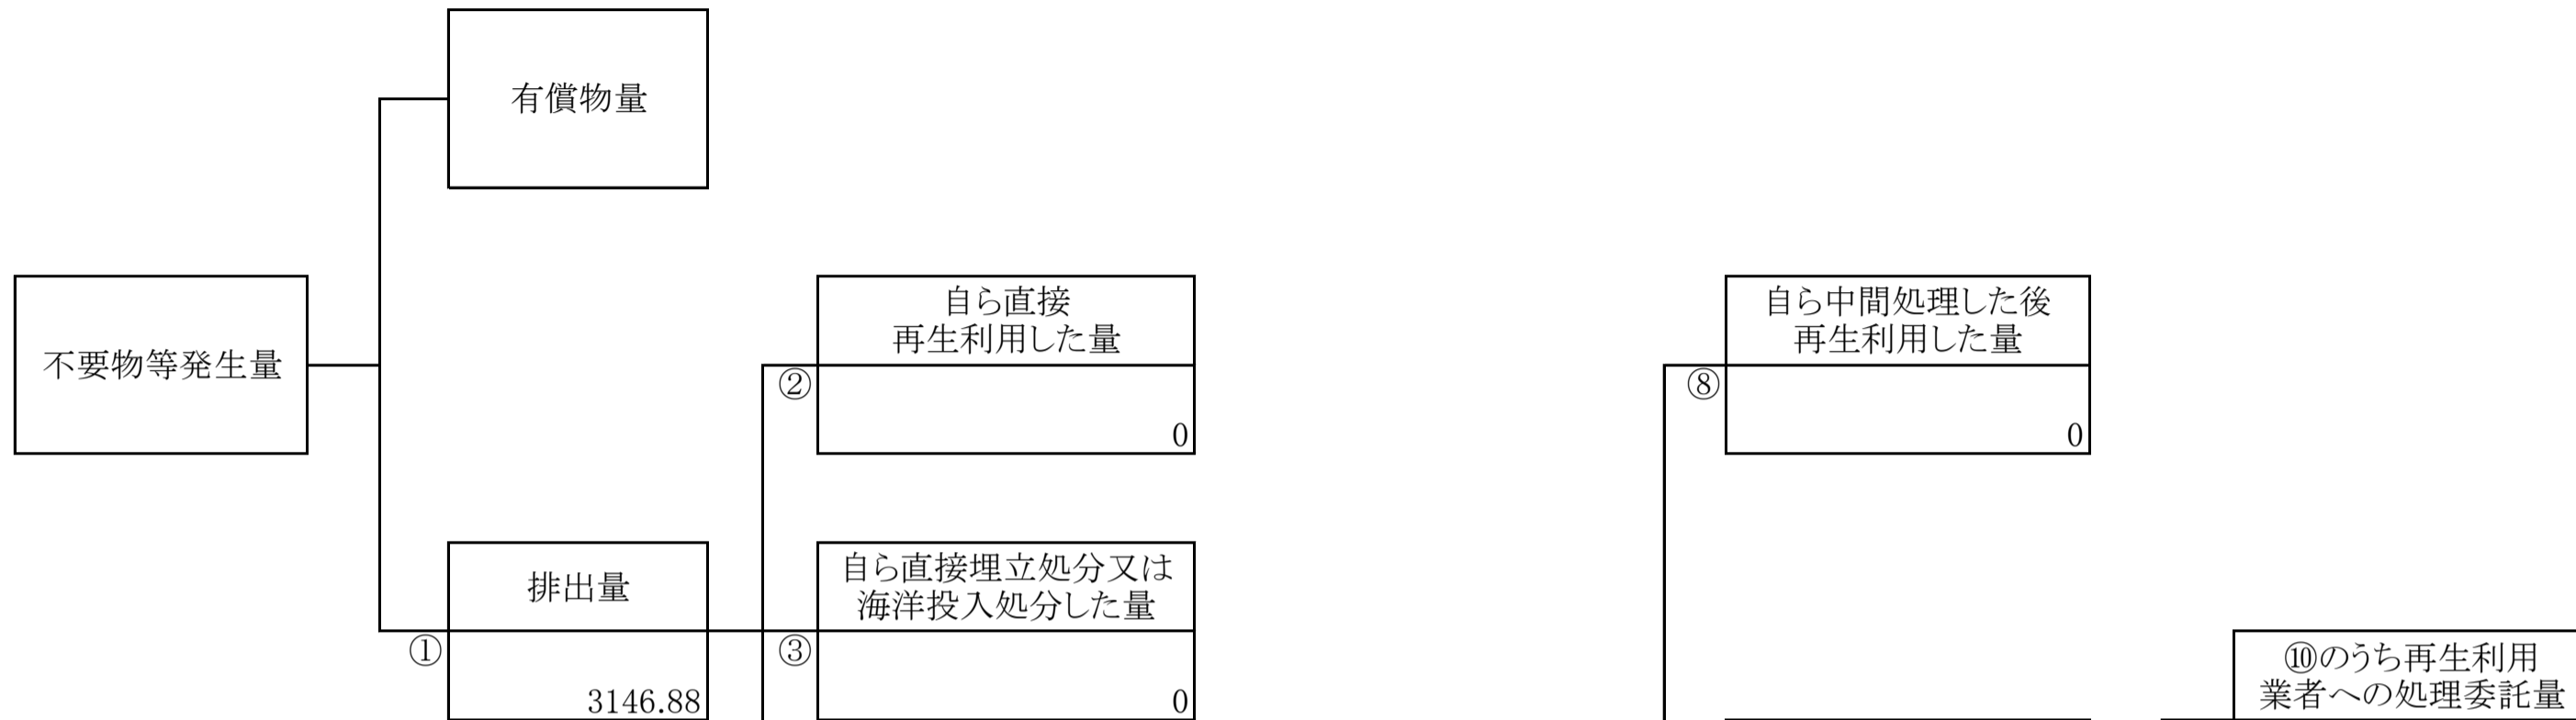 有償物量
不要物等発生量
自ら直接
再生利用した量
②
0
自ら中間処理した後
再生利用した量
⑧
0
排出量
①
3146.88
自ら直接埋立処分又は
海洋投入処分した量
③
0
⑩のうち再生利用
業者への処理委託量